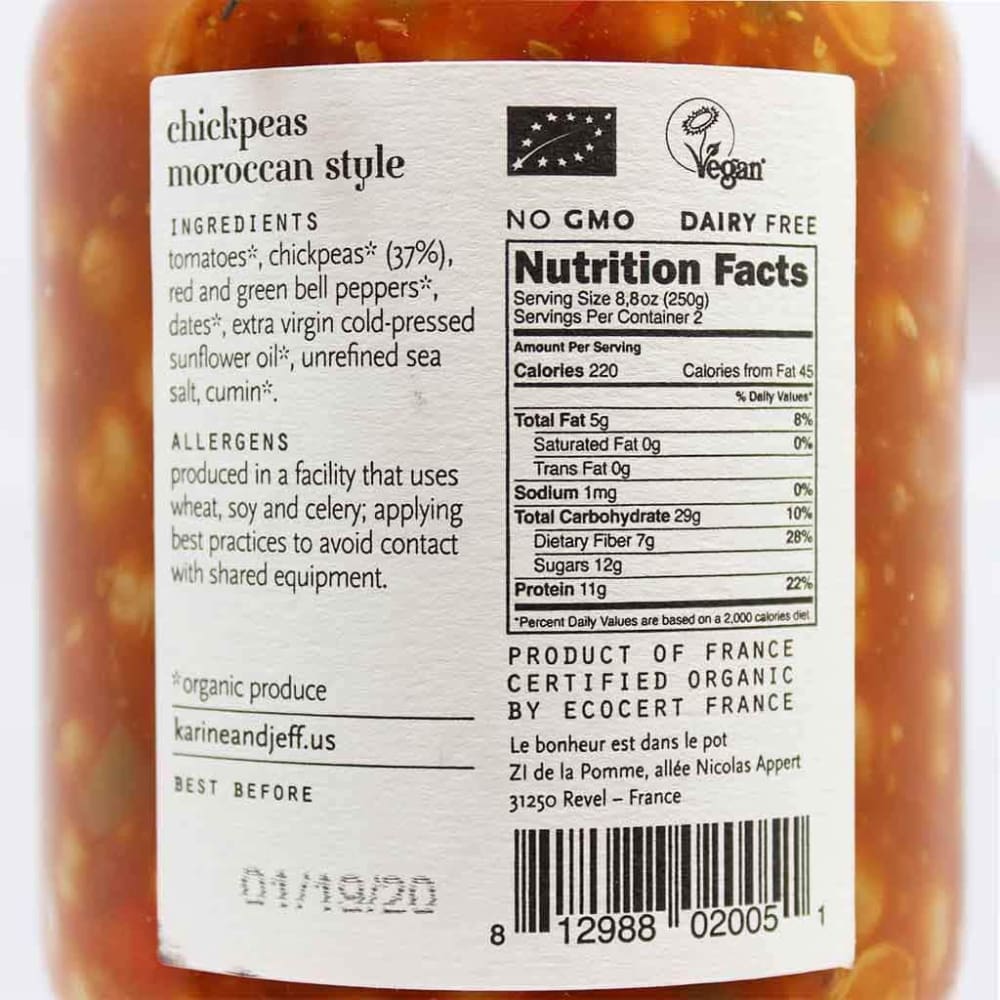 chickpeas
moroccan style
INGREDIENTS
tomatoes*, chickpeas* (37%),
red and green bell peppers*,
dates*, extra virgin cold-pressed
sunflower oil*, unrefined sea
salt, cumin*.
ALLERGENS
produced in a facility that uses
wheat, soy and celery; applying
best practices to avoid contact
with shared equipment.
*organic produce
karineandjeff.us
BEST BEFORE
Vegan
NO GMO DAIRY FREE
Nutrition Facts
Serving Size 8,8oz (250g)
Servings Per Container 2
Amount Per Serving
Calories 220 Calories from Fat 45
% Daily Values*
Total Fat 5g 8%
Saturated Fat 0g 0%
Trans Fat 0g
Sodium 1mg 0%
Total Carbohydrate 29g 10%
Dietary Fiber 7g 28%
Sugars 12g
Protein 11g 22%
*Percent Daily Values are based on a 2,000 calories diet
PRODUCT OF FRANCE
CERTIFIED ORGANIC
BY ECOCERT FRANCE
Le bonheur est dans le pot
ZI de la Pomme, allée Nicolas Appert
31250 Revel – France
8 12988 02005 1